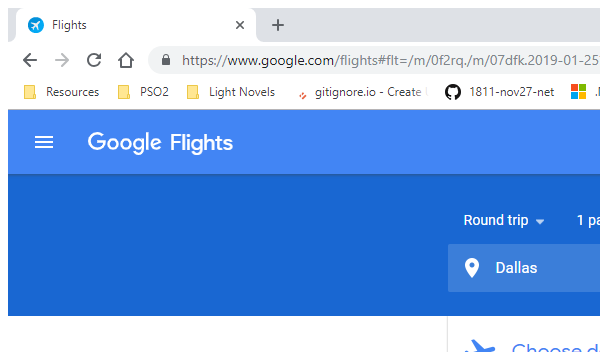 Flights
https://www.google.com/flights#flt=/m/0f2rq./m/07dfk.2019-01-25
Resources PSO2 Light Novels gitignore.io - Create 1811-nov27-net
Google Flights
Round trip 1
Dallas
Choose